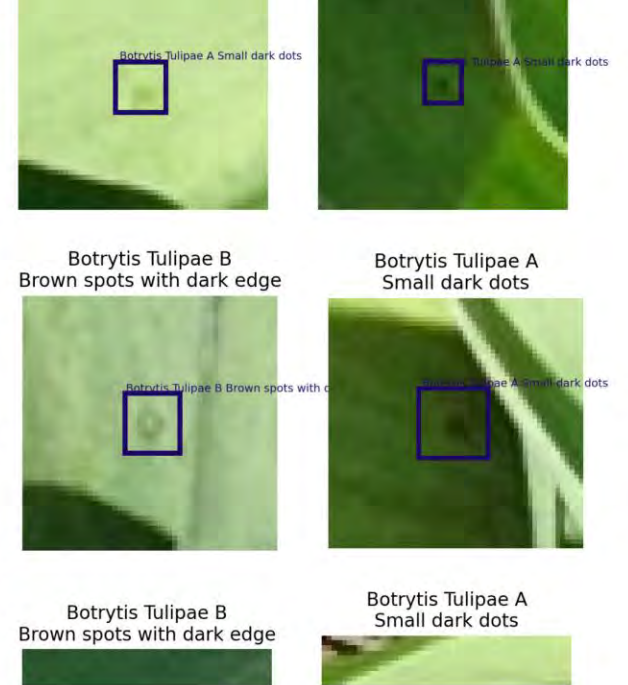 Botrytis Tulipae A Small dark dots
Tulipae A Small dark dots
Botrytis Tulipae B
Brown spots with dark edge
Botrytis Tulipae A
Small dark dots
Botrytis Tulipae B Brown spots with
Tulipae A Small dark dots
Botrytis Tulipae B
Brown spots with dark edge
Botrytis Tulipae A
Small dark dots